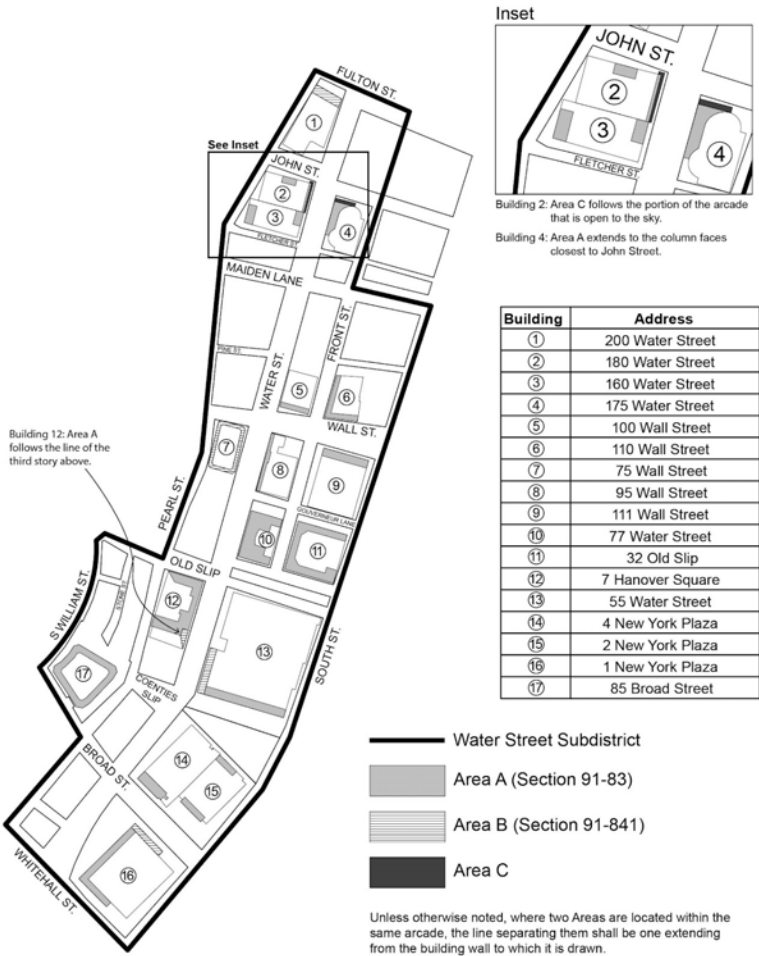 Inset
JOHN ST.
2
3
4
FLETCHER ST.
Building 2: Area C follows the portion of the arcade
that is open to the sky.
Building 4: Area A extends to the column faces
closest to John Street.
FULTON ST.
1
See Inset
JOHN ST.
2
3
4
FLETCHER ST.
MAIDEN LANE
FRONT ST.
PINE ST.
WATER ST.
5
6
WALL ST.
7
Building 12: Area A
follows the line of the
third story above.
8
9
PEARL ST.
GOUVERNEUR LANE
10
11
OLD SLIP
12
STONE ST.
S WILLIAM ST.
13
SOUTH ST.
17
COENTIES
SLIP
14
BROAD ST.
15
16
WHITEHALL ST.
Building Address
1 200 Water Street
2 180 Water Street
3 160 Water Street
4 175 Water Street
5 100 Wall Street
6 110 Wall Street
7 75 Wall Street
8 95 Wall Street
9 111 Wall Street
10 77 Water Street
11 32 Old Slip
12 7 Hanover Square
13 55 Water Street
14 4 New York Plaza
15 2 New York Plaza
16 1 New York Plaza
17 85 Broad Street
Water Street Subdistrict
Area A (Section 91-83)
Area B (Section 91-841)
Area C
Unless otherwise noted, where two Areas are located within the
same arcade, the line separating them shall be one extending
from the building wall to which it is drawn.